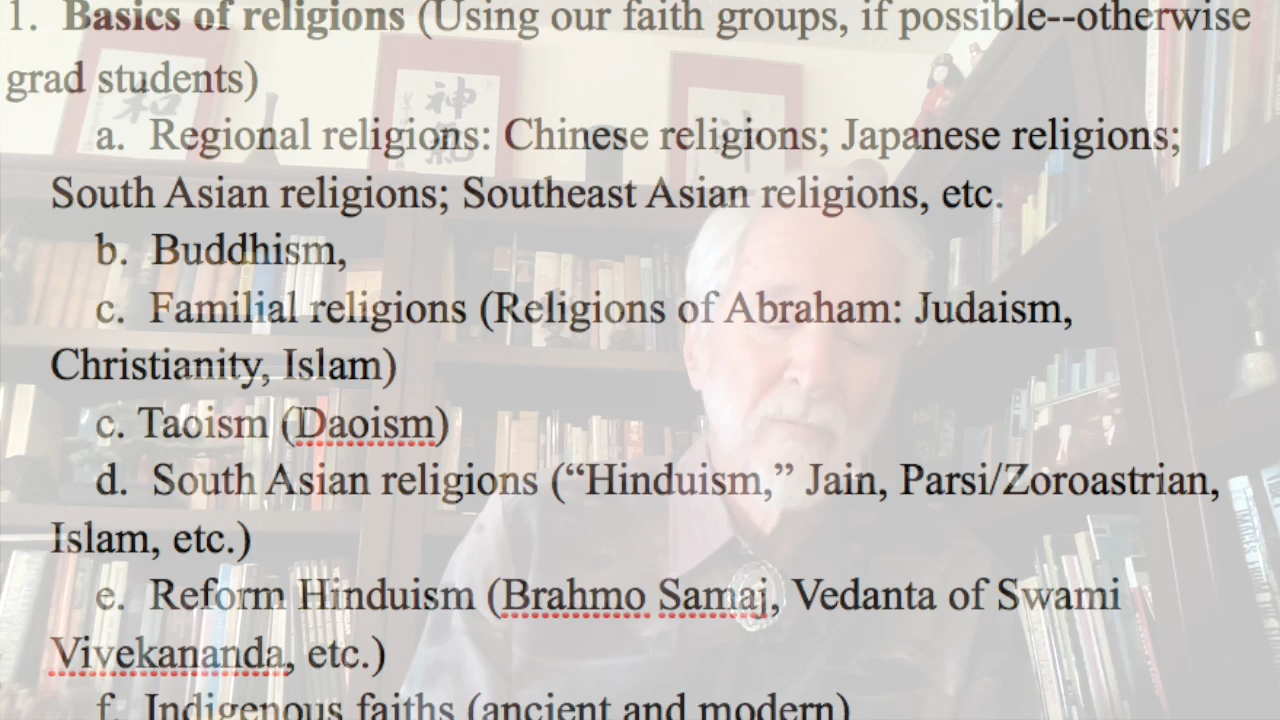 1. Basics of religions (Using our faith groups, if possible--otherwise
grad students)
a. Regional religions: Chinese religions; Japanese religions;
South Asian religions; Southeast Asian religions, etc.
b. Buddhism,
c. Familial religions (Religions of Abraham: Judaism,
Christianity, Islam)
c. Taoism (Daoism)
d. South Asian religions (“Hinduism,” Jain, Parsi/Zoroastrian,
Islam, etc.)
e. Reform Hinduism (Brahmo Samaj, Vedanta of Swami
Vivekananda, etc.)
f. Indigenous faiths (ancient and modern)
和
神
氣